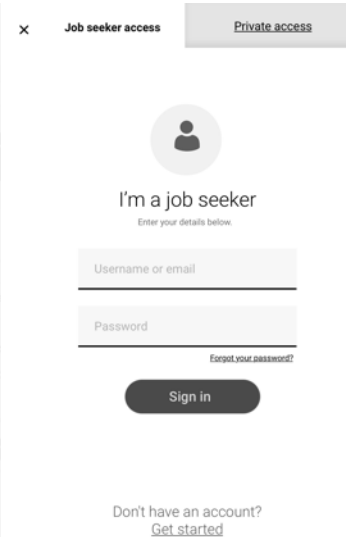 × Job seeker access Private access
I'm a job seeker
Enter your details below.
Username or email
Password
Forgot your password?
Sign in
Don't have an account?
Get started